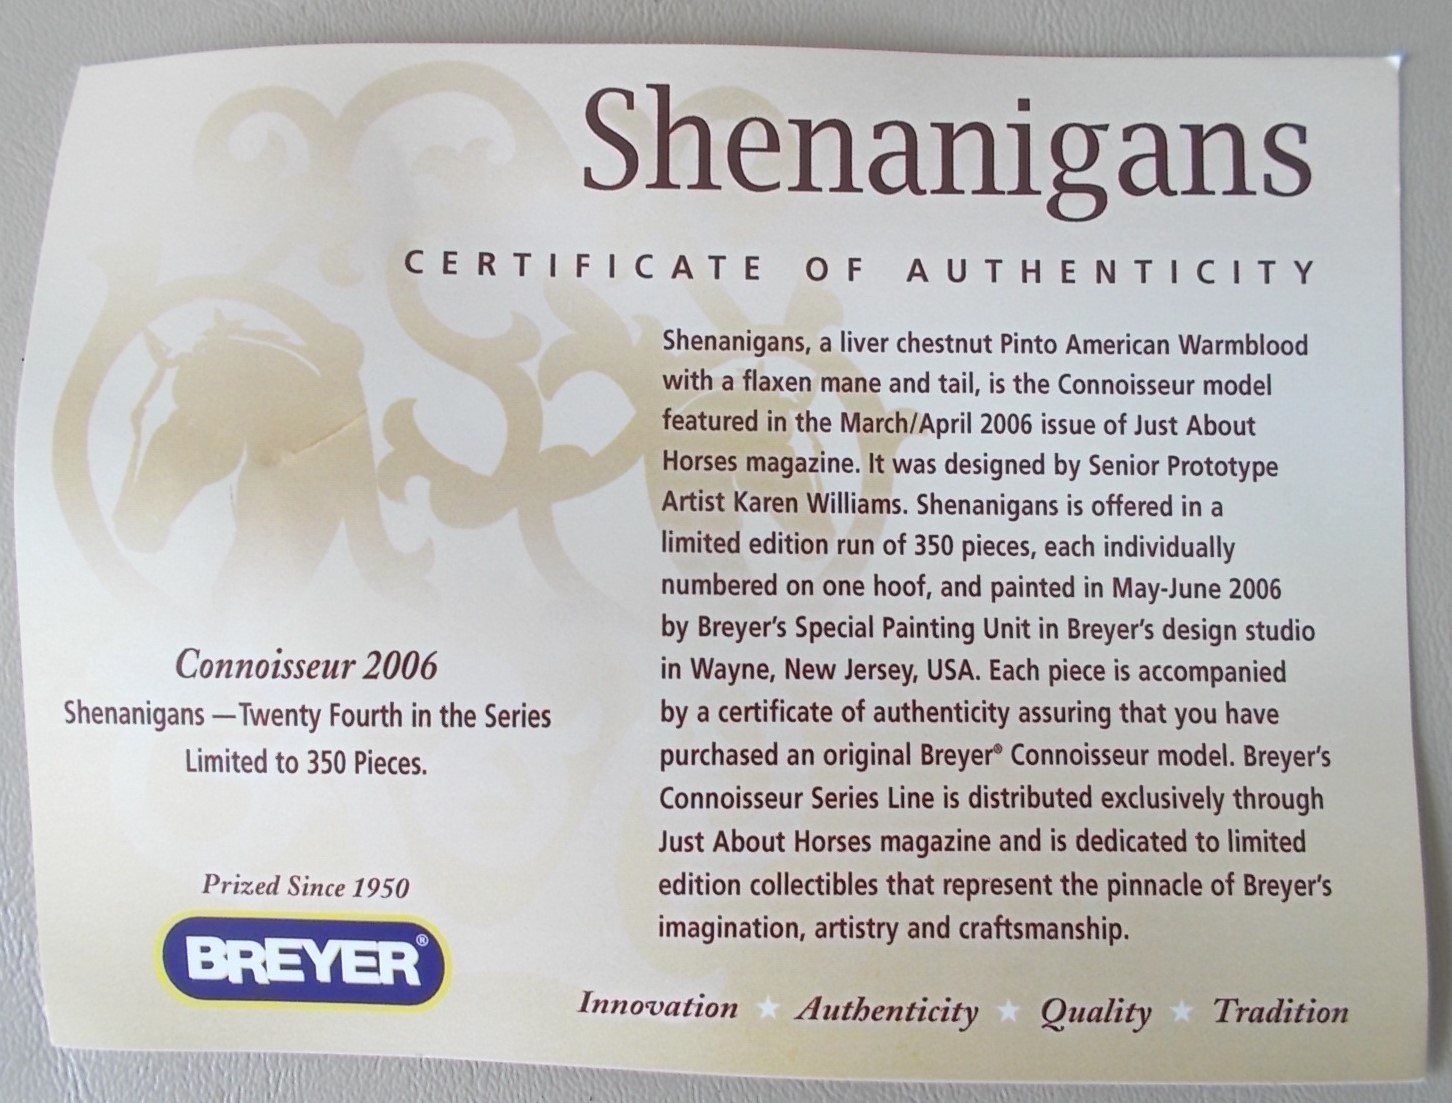 Shenanigans
CERTIFICATE OF AUTHENTICITY
Shenanigans, a liver chestnut Pinto American Warmblood
with a flaxen mane and tail, is the Connoisseur model
featured in the March/April 2006 issue of Just About
Horses magazine. It was designed by Senior Prototype
Artist Karen Williams. Shenanigans is offered in a
limited edition run of 350 pieces, each individually
numbered on one hoof, and painted in May-June 2006
by Breyer's Special Painting Unit in Breyer's design studio
in Wayne, New Jersey, USA. Each piece is accompanied
by a certificate of authenticity assuring that you have
purchased an original Breyer® Connoisseur model. Breyer's
Connoisseur Series Line is distributed exclusively through
Just About Horses magazine and is dedicated to limited
edition collectibles that represent the pinnacle of Breyer's
imagination, artistry and craftsmanship.
Connoisseur 2006
Shenanigans —Twenty Fourth in the Series
Limited to 350 Pieces.
Prized Since 1950
BREYER®
Innovation ★ Authenticity ★ Quality ★ Tradition